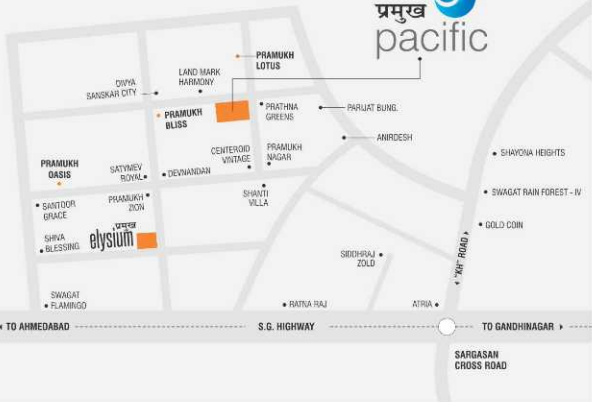 प्रमुख
pacific
PRAMUKH
LOTUS
LAND MARK
HARMONY
DIVYA
SANSKAR CITY
PRAMUKH
BLISS
PRATHNA
GREENS
PARIJAT BUNG.
ANIRDESH
CENTEROID
VINTAGE
PRAMUKH
NAGAR
SHAYONA HEIGHTS
PRAMUKH
OASIS
SATYMEV
ROYAL
DEVNANDAN
SHANTI
VILLA
SWAGAT RAIN FOREST - IV
SANTOOR
GRACE
PRAMUKH
ZION
GOLD COIN
SHIVA
BLESSING
प्रमुख
elysium
SIDDHRAJ
ZOLD
"KH" ROAD
SWAGAT
FLAMINGO
RATNA RAJ
ATRIA
TO AHMEDABAD
S.G. HIGHWAY
TO GANDHINAGAR
SARGASAN
CROSS ROAD